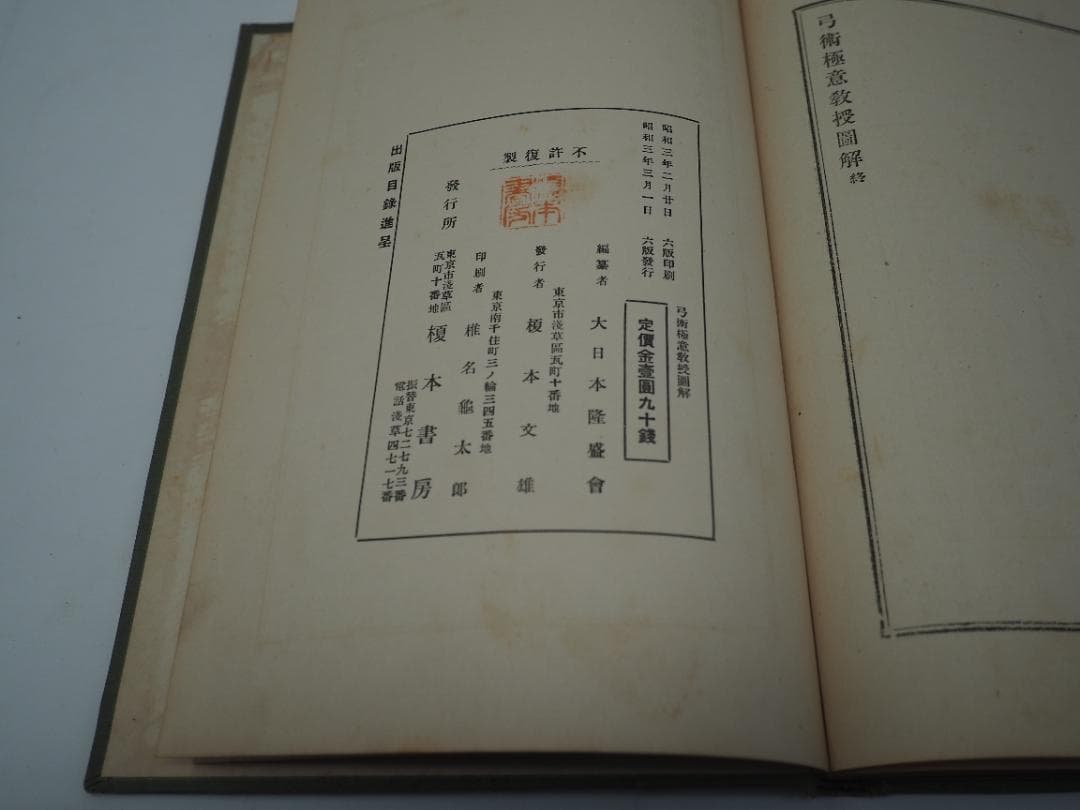 弓術極意敎授圖解 終
昭和三年二月廿日 六版印刷
昭和三年三月一日 六版發行
弓術極意敎授圖解
定價金壹圓九十錢
不許復製
編纂者 大日本隆盛會
東京市淺草區瓦町十番地
發行者 榎本文雄
東京南千住町三ノ輪三四五番地
印刷者 椎名龜太郎
發行所
東京市淺草區
瓦町十番地
榎本書房
振替東京七二七九三番
電話淺草四七一七番
出版目錄進呈